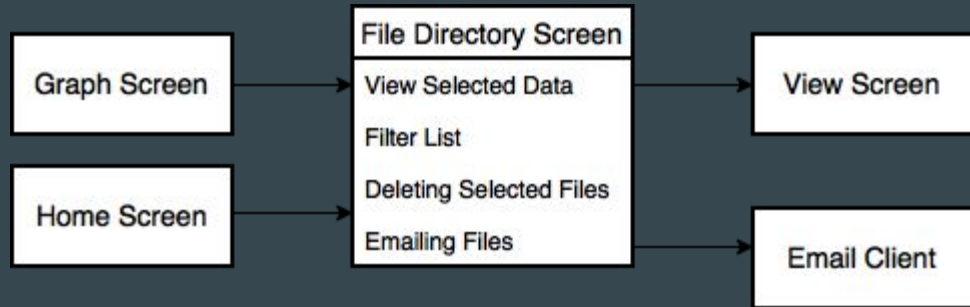 Graph Screen
Home Screen
File Directory Screen
View Selected Data
Filter List
Deleting Selected Files
Emailing Files
View Screen
Email Client